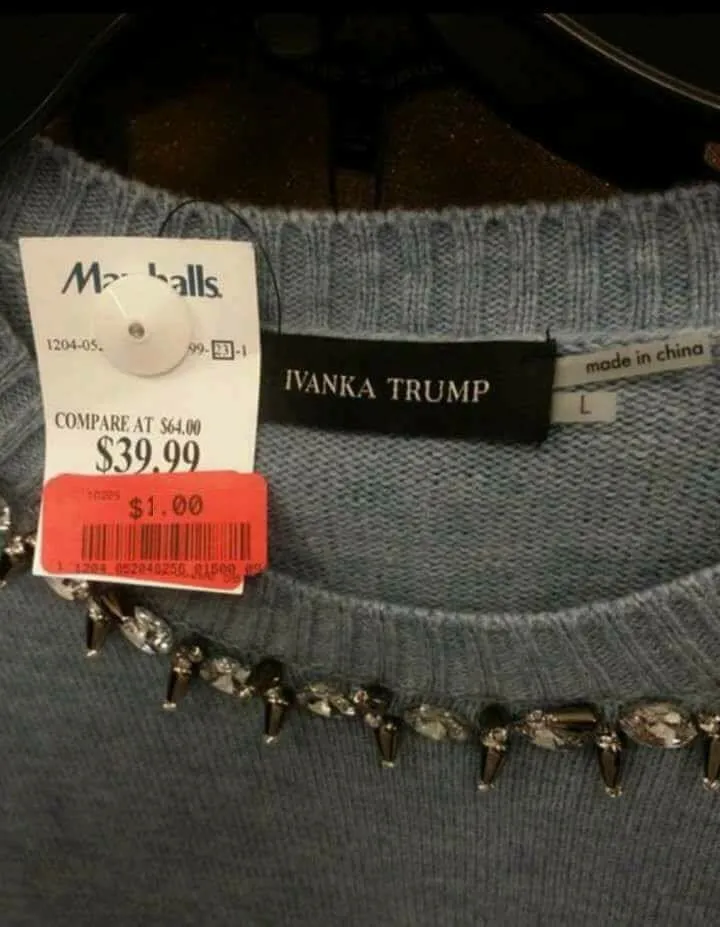 Ma alls.
1204-05. 99-23-1
COMPARE AT $64.00
$39.99
$1.00
IVANKA TRUMP
made in china
L